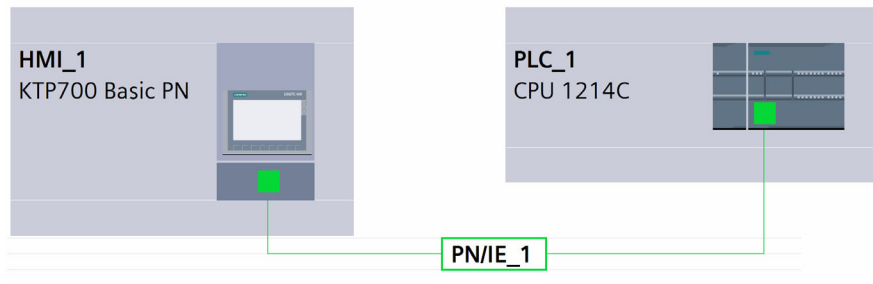 HMI_1
KTP700 Basic PN
PLC_1
CPU 1214C
PN/IE_1